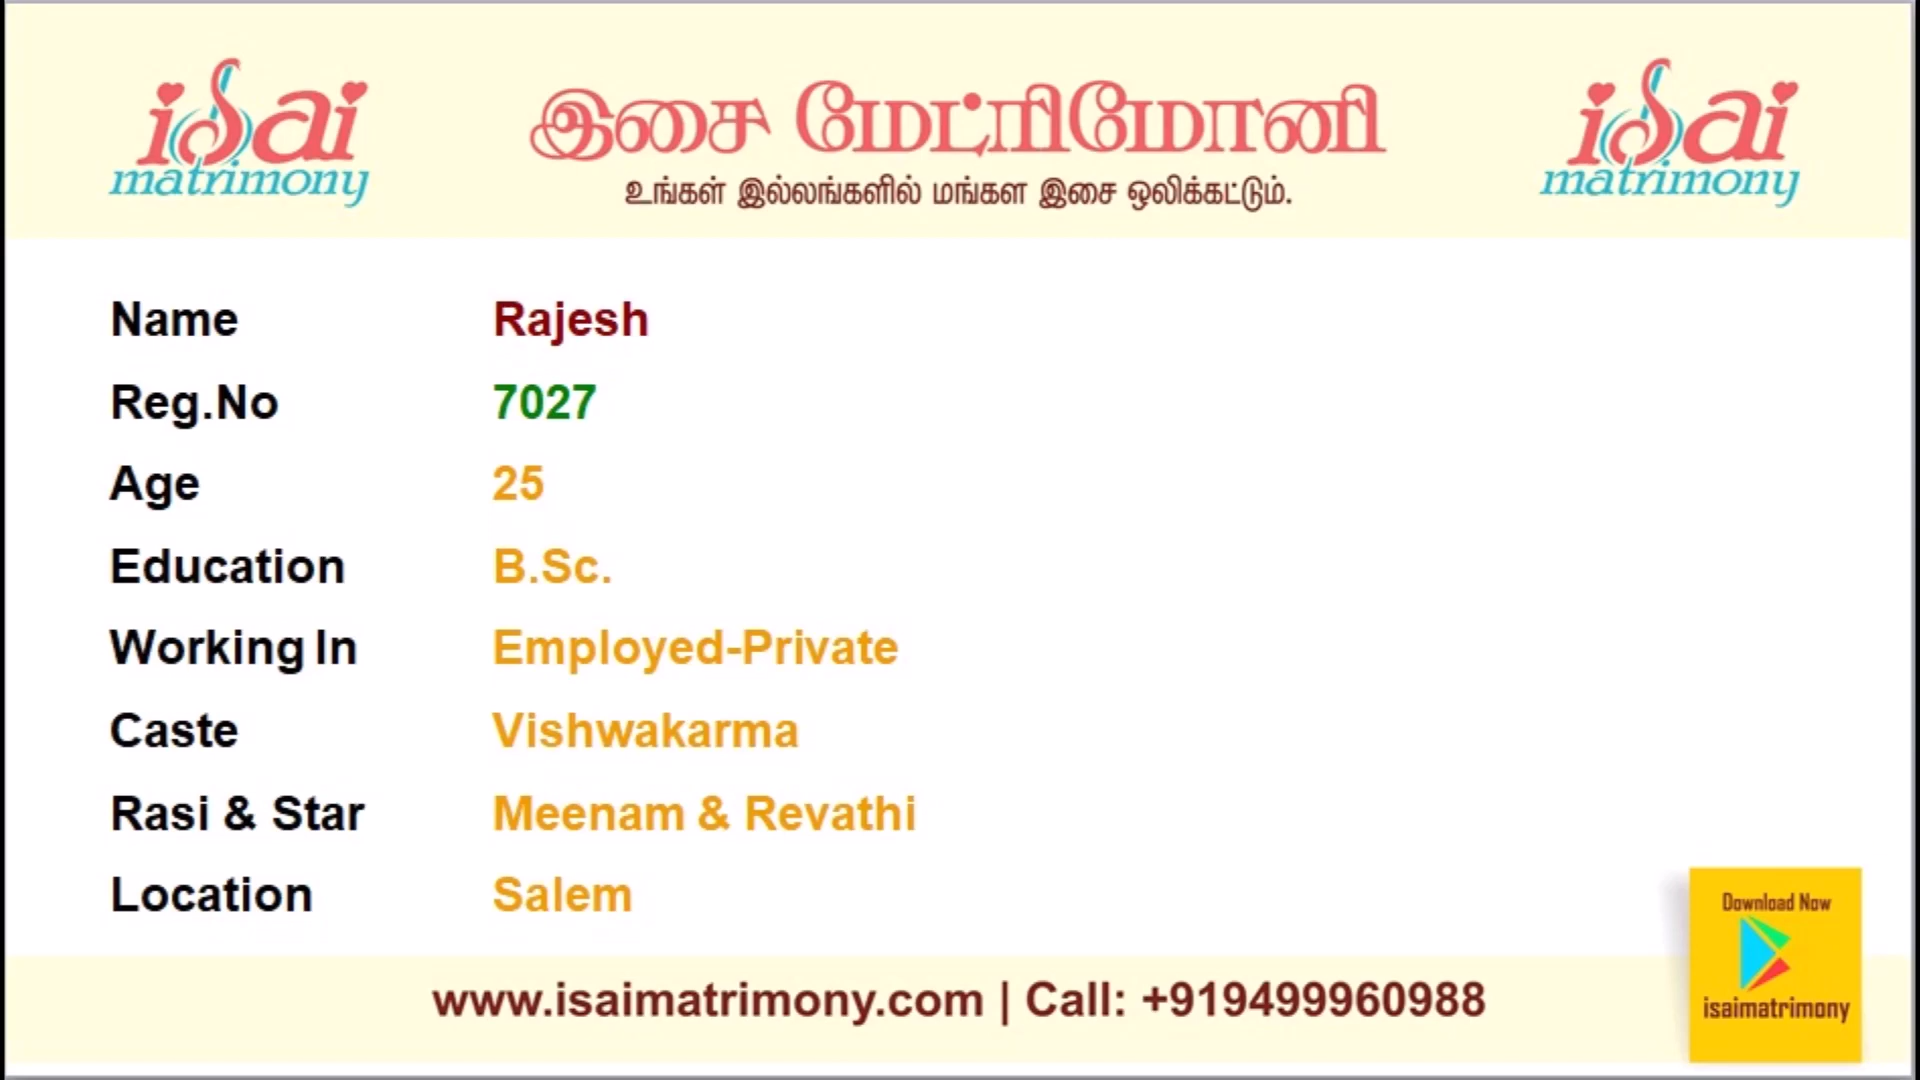 isai
matrimony
இசை மேட்ரிமோனி
உங்கள் இல்லங்களில் மங்கள இசை ஒலிக்கட்டும்.
isai
matrimony
Name Rajesh
Reg.No 7027
Age 25
Education B.Sc.
Working In Employed-Private
Caste Vishwakarma
Rasi & Star Meenam & Revathi
Location Salem
Download Now
isaimatrimony
www.isaimatrimony.com | Call: +919499960988